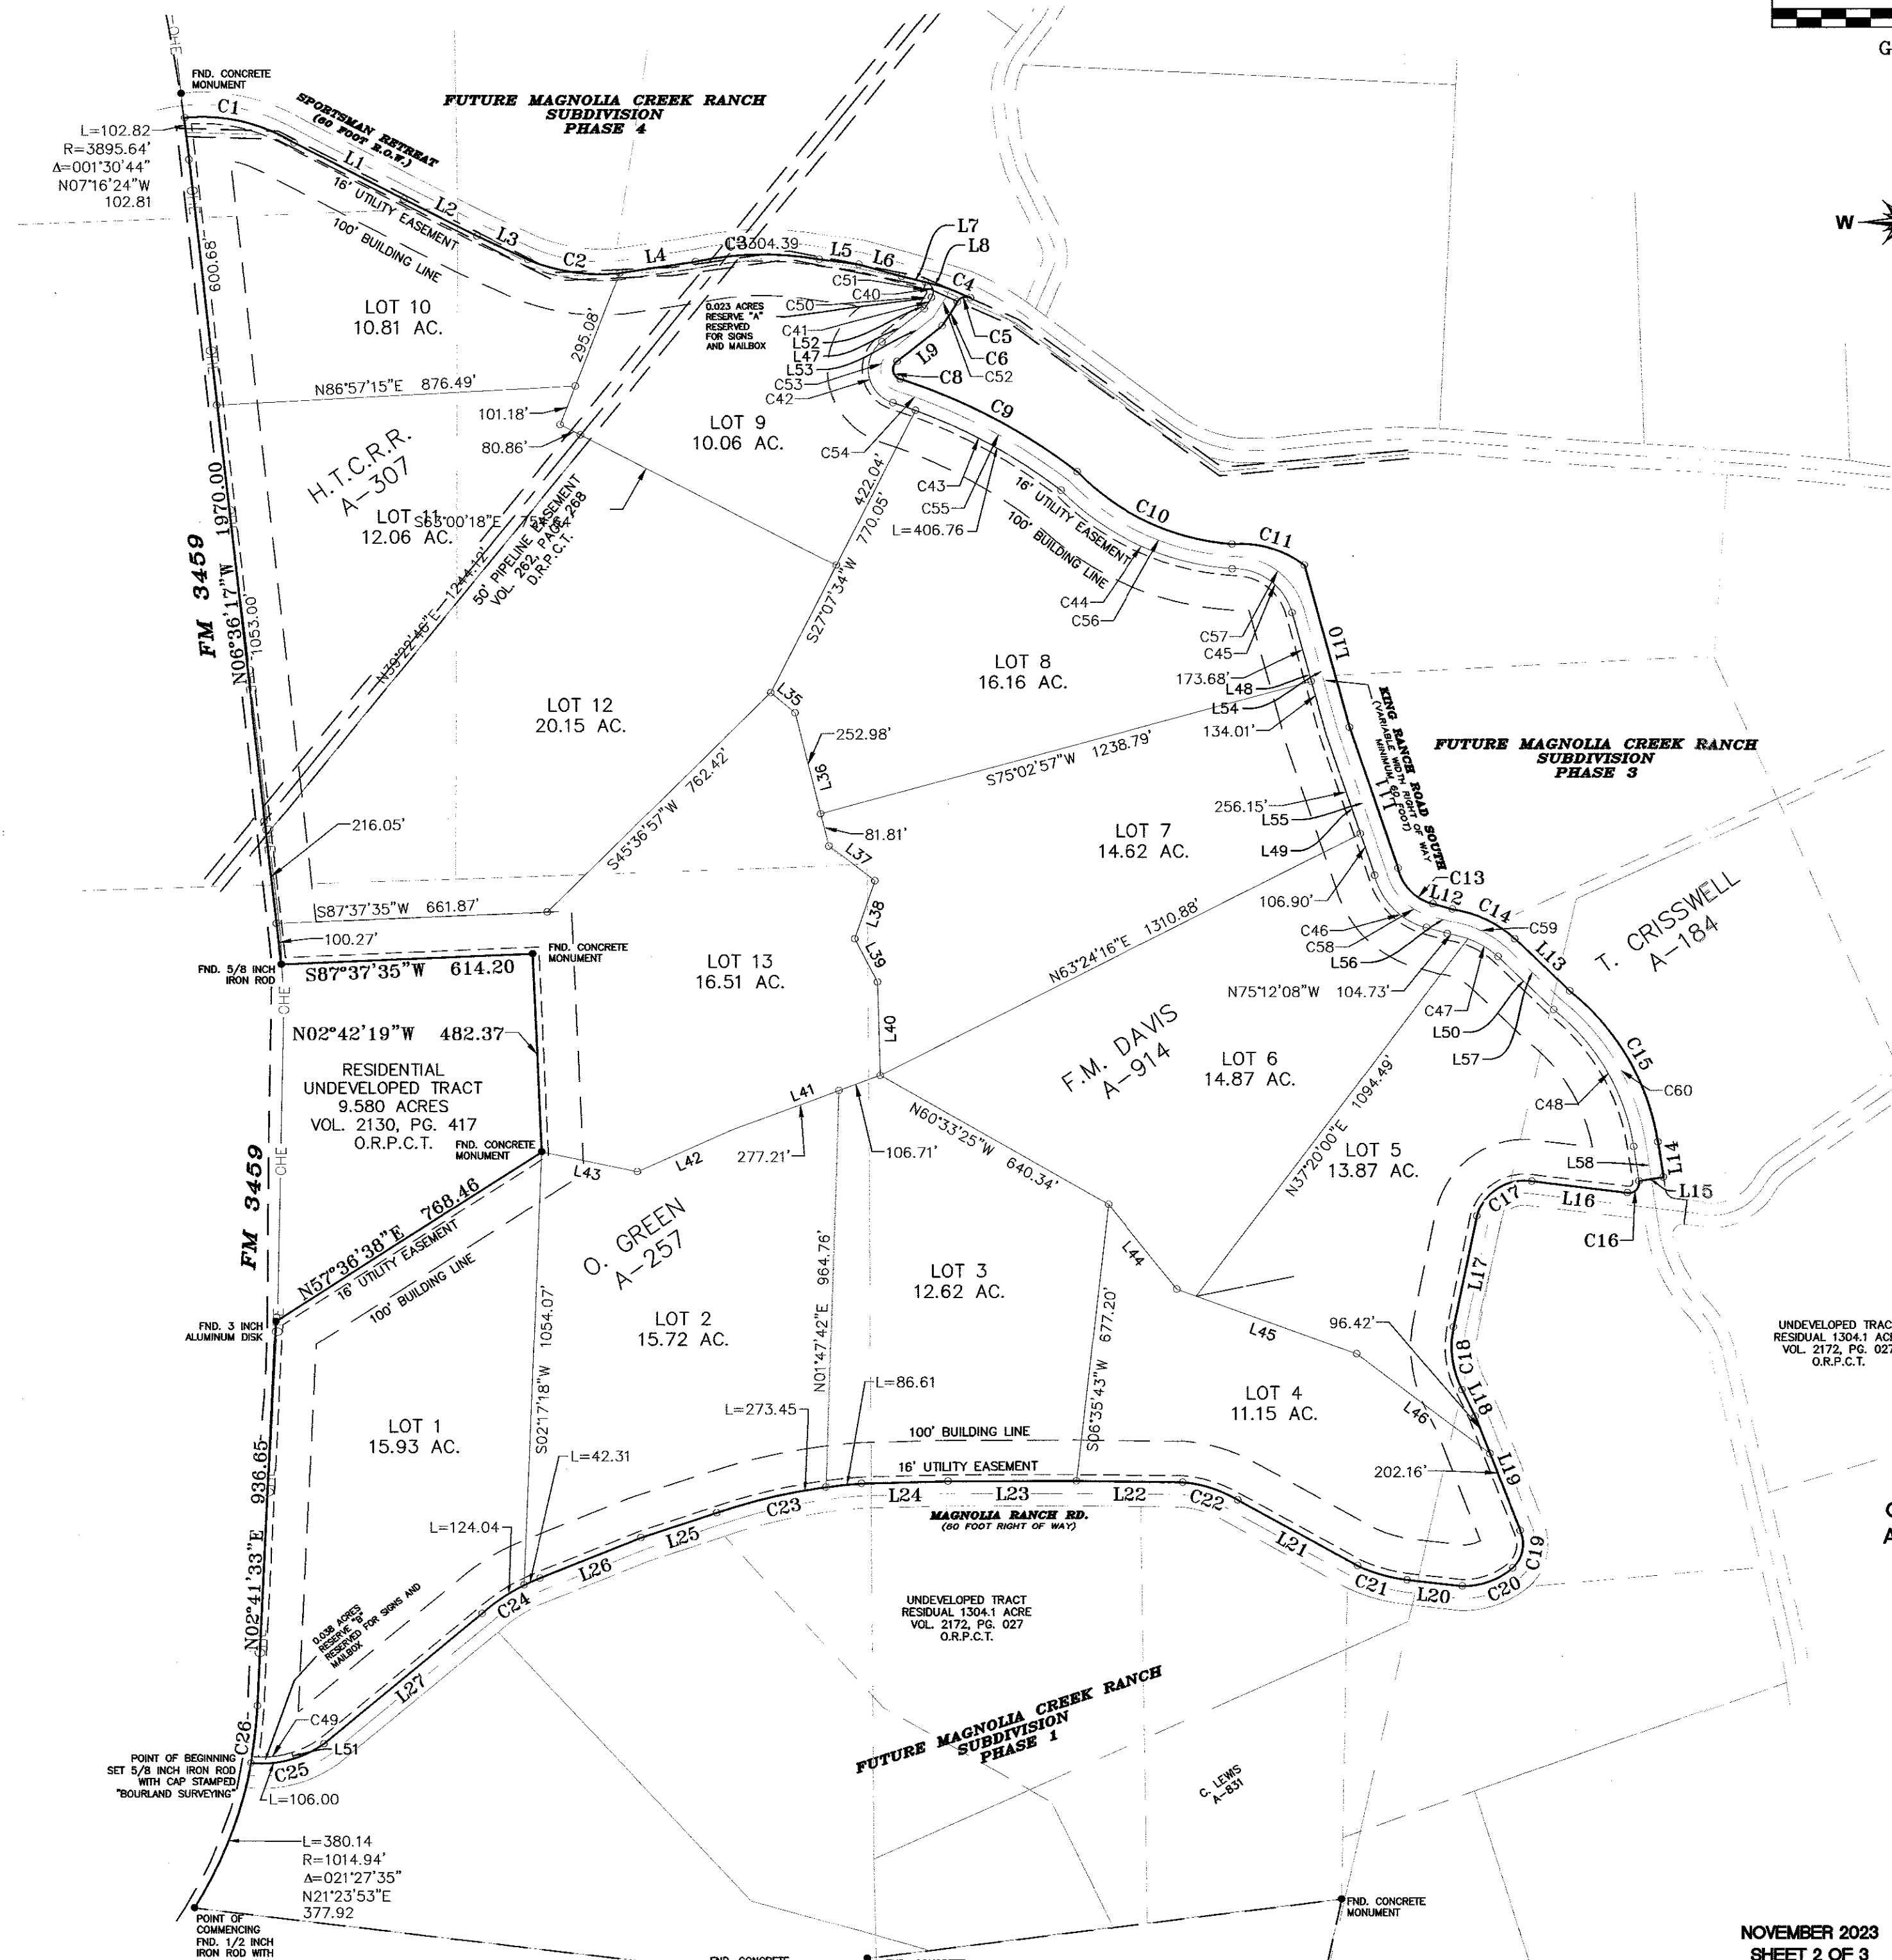 G
OHE
FND. CONCRETE
MONUMENT
C1
SPORTSMAN RETREAT
(60 FOOT R.O.W.)
FUTURE MAGNOLIA CREEK RANCH
SUBDIVISION
PHASE 4
L=102.82
R=3895.64'
Δ=001°30'44"
N07°16'24"W
102.81
L1
16' UTILITY EASEMENT
L2
100' BUILDING LINE
L3
C2
L4
C3
304.39
L5
L6
L7
L8
C4
W
600.68'
LOT 10
10.81 AC.
295.08'
0.023 ACRES
RESERVE "A"
RESERVED
FOR SIGNS
AND MAILBOX
C51
C40
C50
C41
L52
L47
L53
C53
C42
C5
C6
C52
L9
C8
C9
N86°57'15"E 876.49'
101.18'
80.86'
LOT 9
10.06 AC.
C54
C43
C55
L=406.76
16' UTILITY EASEMENT
100' BUILDING LINE
C10
C11
H.T.C.R.R.
A-307
LOT 11
12.06 AC.
S63°00'18"E
50' PIPELINE EASEMENT
VOL. 262, PAGE 268
D.R.P.C.T.
422.04'
S27°07'34"W 770.05'
FM 3459
N06°36'17"W 1970.00
1053.00'
N39°22'46"E 1244.12'
C44
C56
C57
C45
173.68'
L48
L54
134.01'
L10
KING RANCH ROAD SOUTH
(VARIABLE WIDTH RIGHT OF WAY
MINIMUM 60 FOOT)
LOT 8
16.16 AC.
LOT 12
20.15 AC.
L35
252.98'
L36
S75°02'57"W 1238.79'
FUTURE MAGNOLIA CREEK RANCH
SUBDIVISION
PHASE 3
S45°36'57"W 762.42'
216.05'
81.81'
L37
LOT 7
14.62 AC.
256.15'
L55
L49
L11
106.90'
C13
L12
C14
C59
L13
T. CRISSWELL
A-184
S87°37'35"W 661.87'
100.27'
L38
L39
L40
C46
C58
L56
N63°24'16"E 1310.88'
N75°12'08"W 104.73'
C47
L50
L57
FND. 5/8 INCH
IRON ROD
S87°37'35"W 614.20
FND. CONCRETE
MONUMENT
LOT 13
16.51 AC.
OHE
N02°42'19"W 482.37
RESIDENTIAL
UNDEVELOPED TRACT
9.580 ACRES
VOL. 2130, PG. 417
O.R.P.C.T.
FND. CONCRETE
MONUMENT
F.M. DAVIS
A-914
LOT 6
14.87 AC.
C15
C60
C48
L41
L42
L43
277.21'
106.71'
N60°33'25"W 640.34'
N37°20'00"E 1094.49'
LOT 5
13.87 AC.
L58
L14
L15
OHE
FM 3459
N57°36'38"E 768.46
16' UTILITY EASEMENT
100' BUILDING LINE
O. GREEN
A-257
C17
L16
C16
L44
L17
FND. 3 INCH
ALUMINUM DISK
LOT 2
15.72 AC.
S02°17'18"W 1054.07'
N01°47'42"E 964.76'
LOT 3
12.62 AC.
S06°35'43"W 677.20'
L45
96.42'
C18
L18
UNDEVELOPED TRAC
RESIDUAL 1304.1 ACR
VOL. 2172, PG. 027
O.R.P.C.T.
LOT 1
15.93 AC.
L=273.45
L=86.61
LOT 4
11.15 AC.
L46
L=42.31
100' BUILDING LINE
202.16'
L19
16' UTILITY EASEMENT
C23
L24
L23
L22
C22
MAGNOLIA RANCH RD.
(60 FOOT RIGHT OF WAY)
L=124.04
L25
L26
C24
L21
C21
L20
C20
C19
N02°41'33"E 936.65
0.038 ACRES
RESERVE "B"
RESERVED FOR SIGNS AND
MAILBOX
L27
UNDEVELOPED TRACT
RESIDUAL 1304.1 ACRE
VOL. 2172, PG. 027
O.R.P.C.T.
C26
C49
L51
C25
POINT OF BEGINNING
SET 5/8 INCH IRON ROD
WITH CAP STAMPED
"BOURLAND SURVEYING"
L=106.00
FUTURE MAGNOLIA CREEK RANCH
SUBDIVISION
PHASE 1
C. LEWIS
A-831
L=380.14
R=1014.94'
Δ=021°27'35"
N21°23'53"E
377.92
POINT OF
COMMENCING
FND. 1/2 INCH
IRON ROD WITH
FND. CONCRETE
MONUMENT
FND. CONCRETE
NOVEMBER 2023
SHEET 2 OF 3